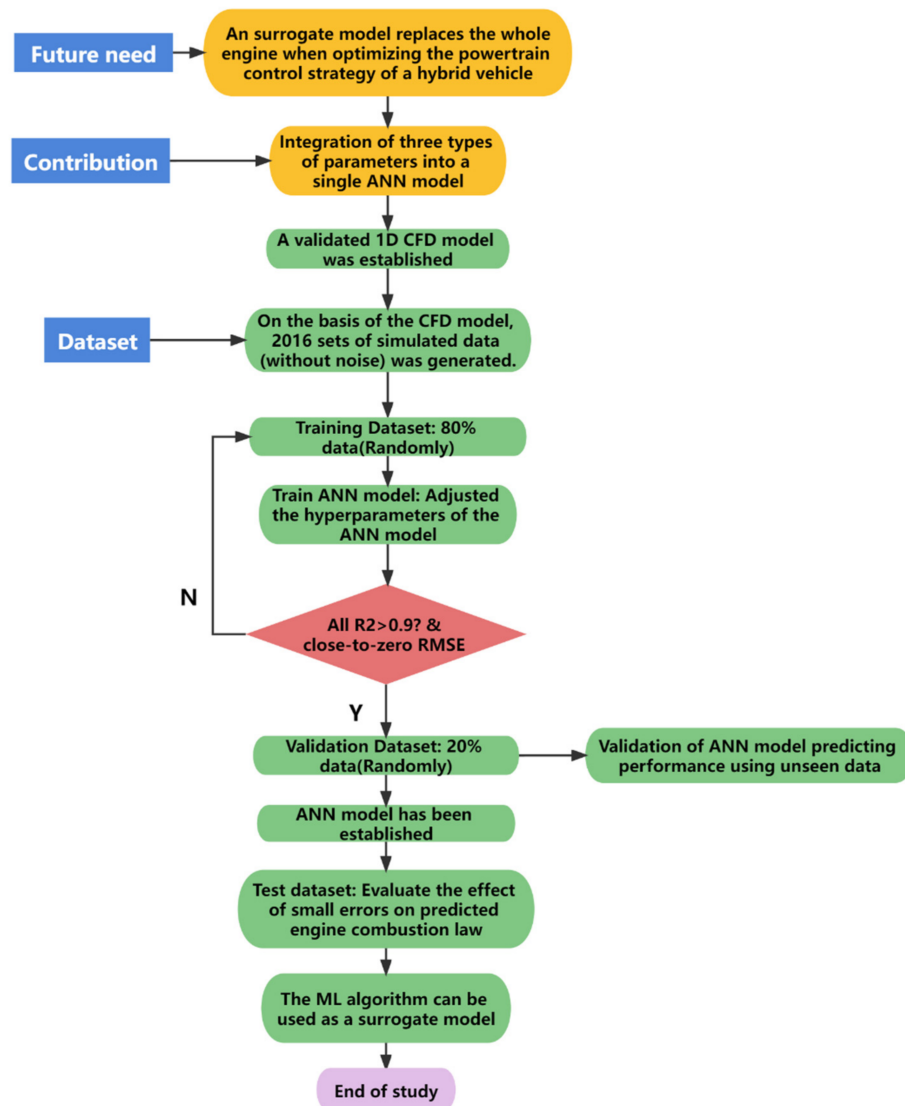 Future need
An surrogate model replaces the whole
engine when optimizing the powertrain
control strategy of a hybrid vehicle
Contribution
Integration of three types
of parameters into a
single ANN model
A validated 1D CFD model
was established
Dataset
On the basis of the CFD model,
2016 sets of simulated data
(without noise) was generated.
Training Dataset: 80%
data(Randomly)
Train ANN model: Adjusted
the hyperparameters of the
ANN model
N
All R2>0.9? &
close-to-zero RMSE
Y
Validation Dataset: 20%
data(Randomly)
Validation of ANN model predicting
performance using unseen data
ANN model has been
established
Test dataset: Evaluate the effect
of small errors on predicted
engine combustion law
The ML algorithm can be
used as a surrogate model
End of study